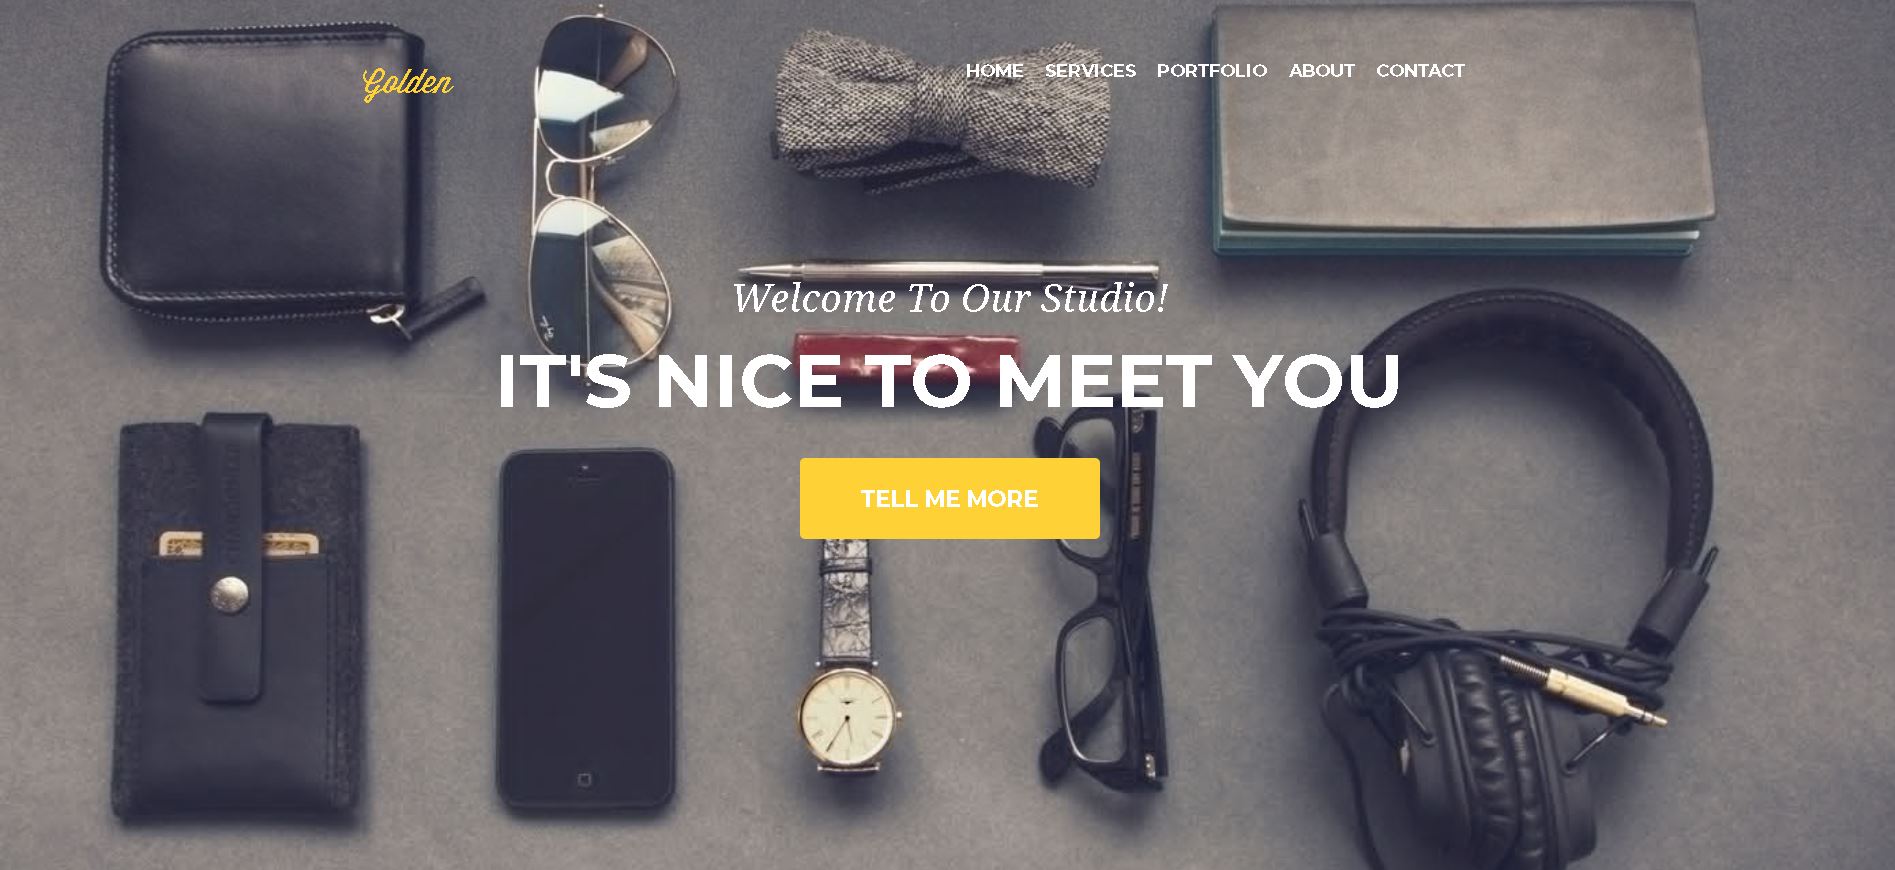 Golden
HOME SERVICES PORTFOLIO ABOUT CONTACT
Welcome To Our Studio!
IT'S NICE TO MEET YOU
TELL ME MORE